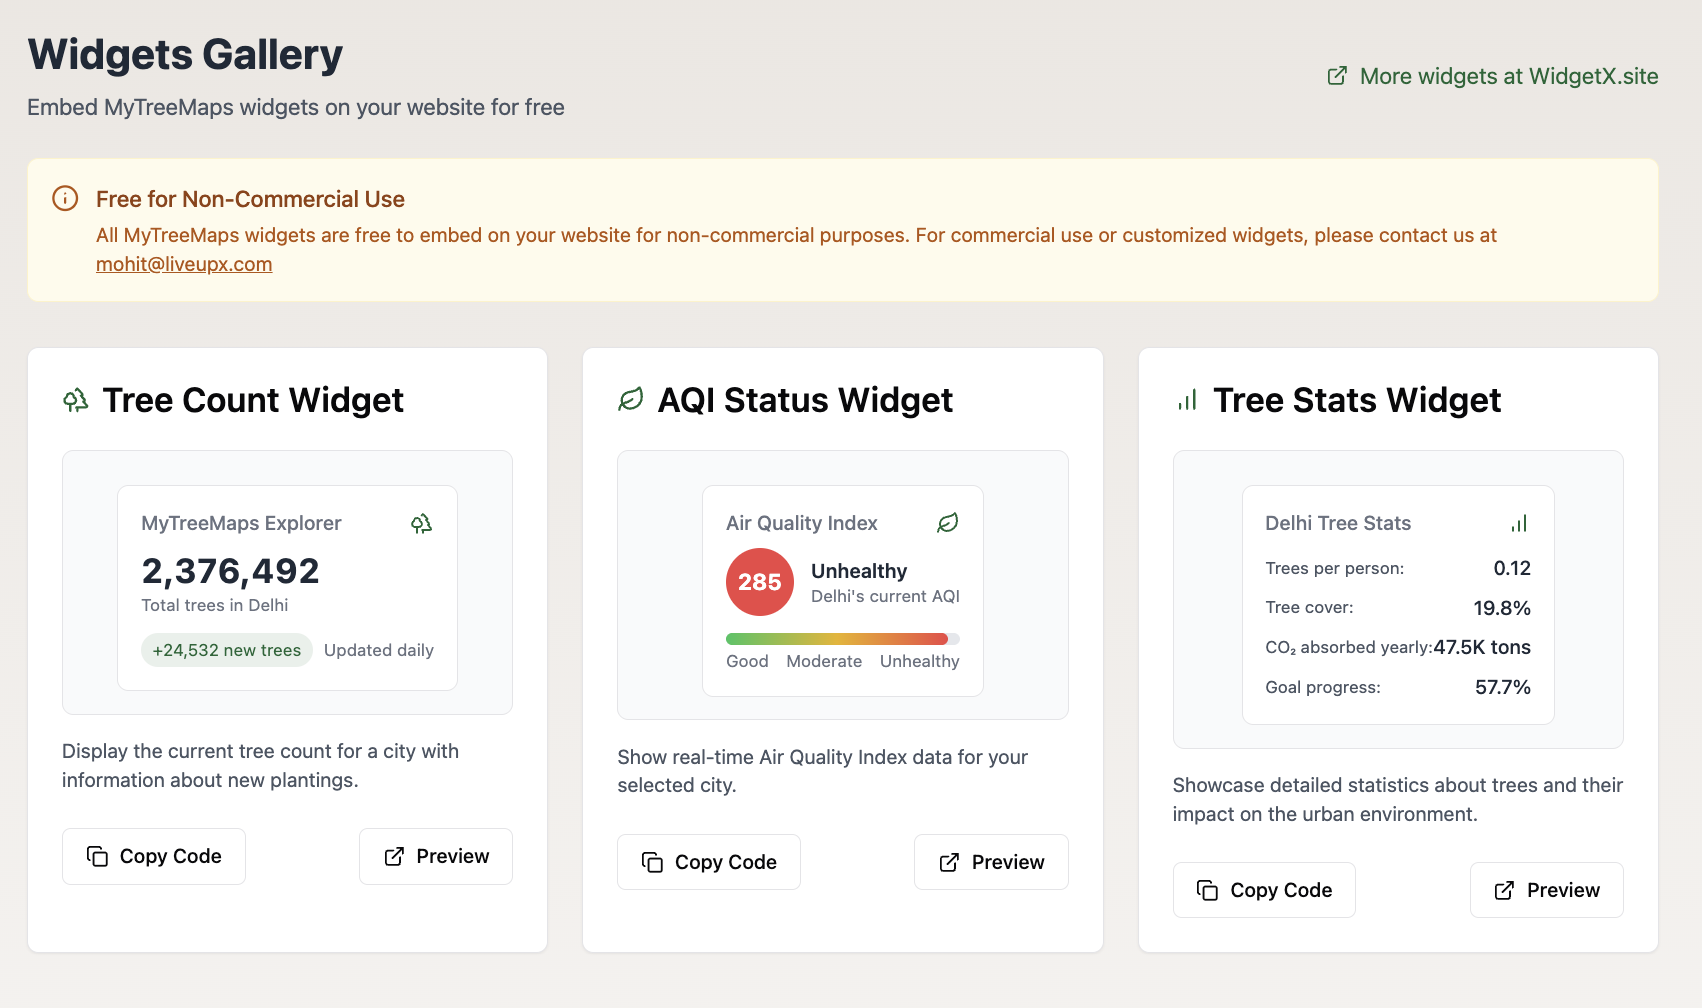 Widgets Gallery
Embed MyTreeMaps widgets on your website for free
More widgets at WidgetX.site
Free for Non-Commercial Use
All MyTreeMaps widgets are free to embed on your website for non-commercial purposes. For commercial use or customized widgets, please contact us at
mohit@liveupx.com
Tree Count Widget
MyTreeMaps Explorer
2,376,492
Total trees in Delhi
+24,532 new trees Updated daily
Display the current tree count for a city with
information about new plantings.
Copy Code Preview
AQI Status Widget
Air Quality Index
285
Unhealthy
Delhi's current AQI
Good Moderate Unhealthy
Show real-time Air Quality Index data for your
selected city.
Copy Code Preview
Tree Stats Widget
Delhi Tree Stats
Trees per person: 0.12
Tree cover: 19.8%
CO₂ absorbed yearly:47.5K tons
Goal progress: 57.7%
Showcase detailed statistics about trees and their
impact on the urban environment.
Copy Code Preview